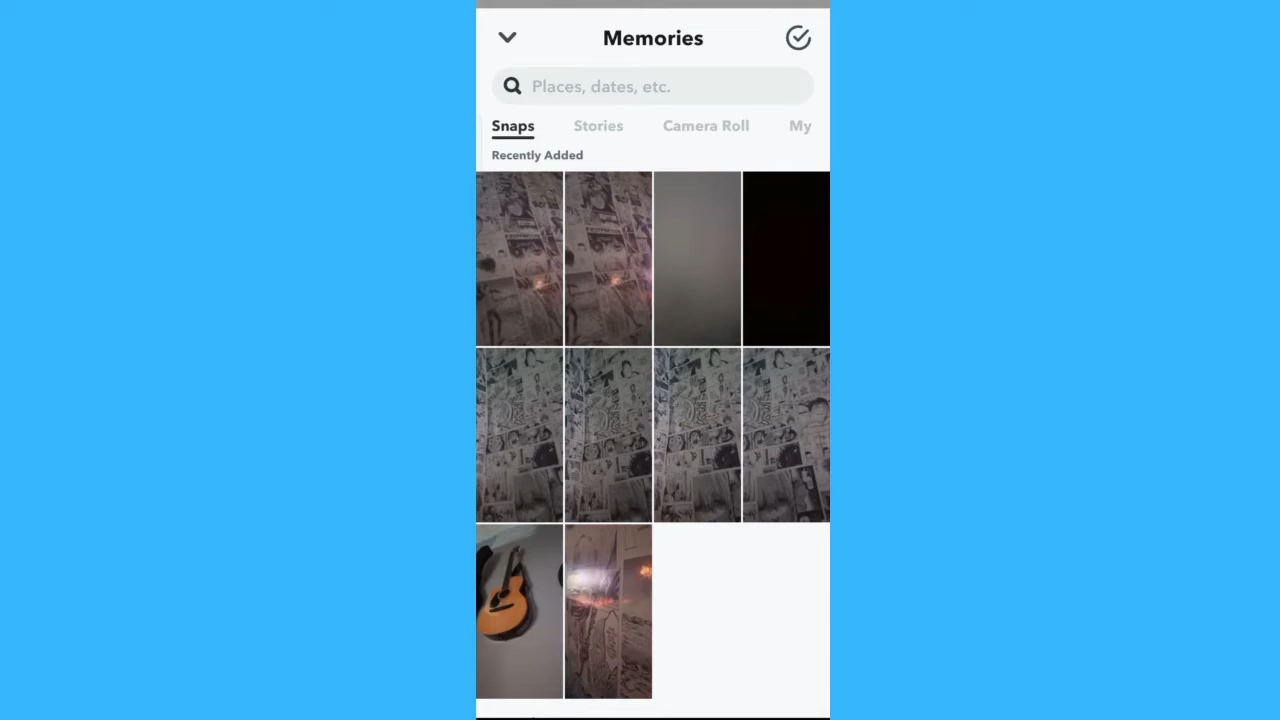 Memories
Places, dates, etc.
Snaps Stories Camera Roll My
Recently Added